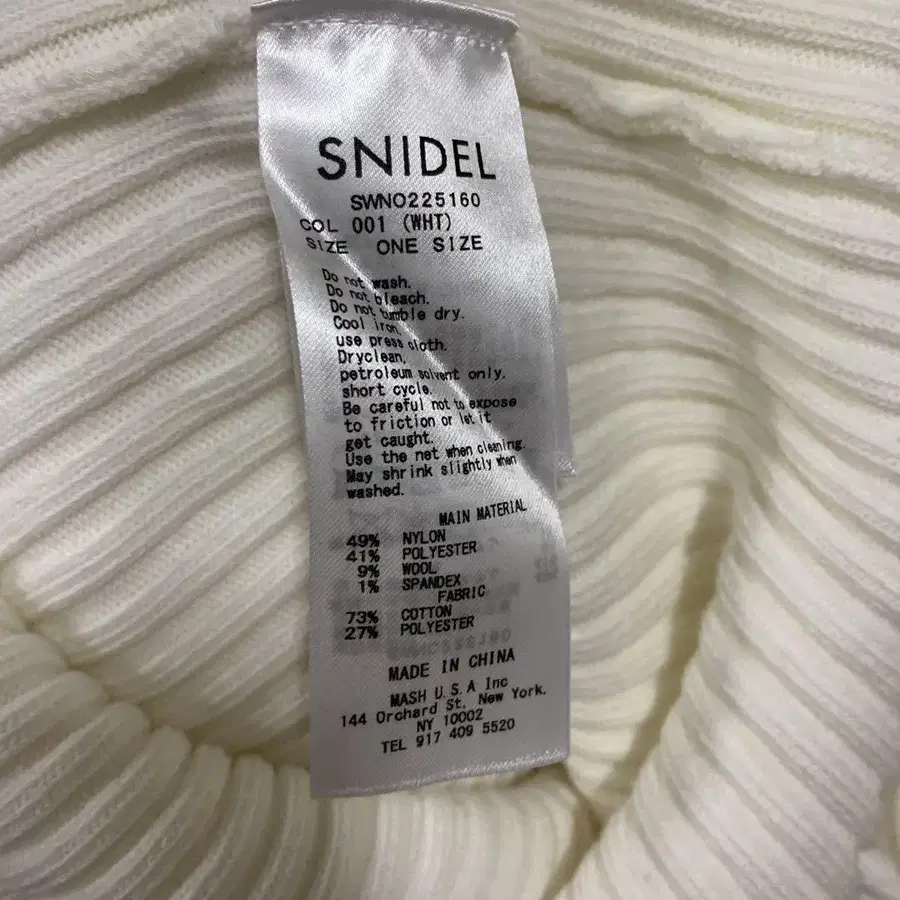 SNIDEL
SWNO225160
COL 001 (WHT)
SIZE ONE SIZE
Do not wash.
Do not bleach.
Do not tumble dry.
Cool iron,
use press cloth.
Dryclean,
petroleum solvent only.
short cycle.
Be careful not to expose
to friction or let it
get caught.
Use the net when cleaning.
May shrink slightly when
washed.
MAIN MATERIAL
49% NYLON
41% POLYESTER
9% WOOL
1% SPANDEX
FABRIC
73% COTTON
27% POLYESTER
MADE IN CHINA
MASH U.S.A Inc
144 Orchard St. New York.
NY 10002
TEL 917 409 5520